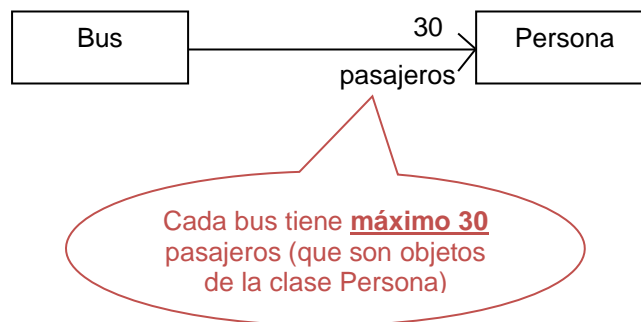 Bus
30
Persona
pasajeros
Cada bus tiene máximo 30
pasajeros (que son objetos
de la clase Persona)